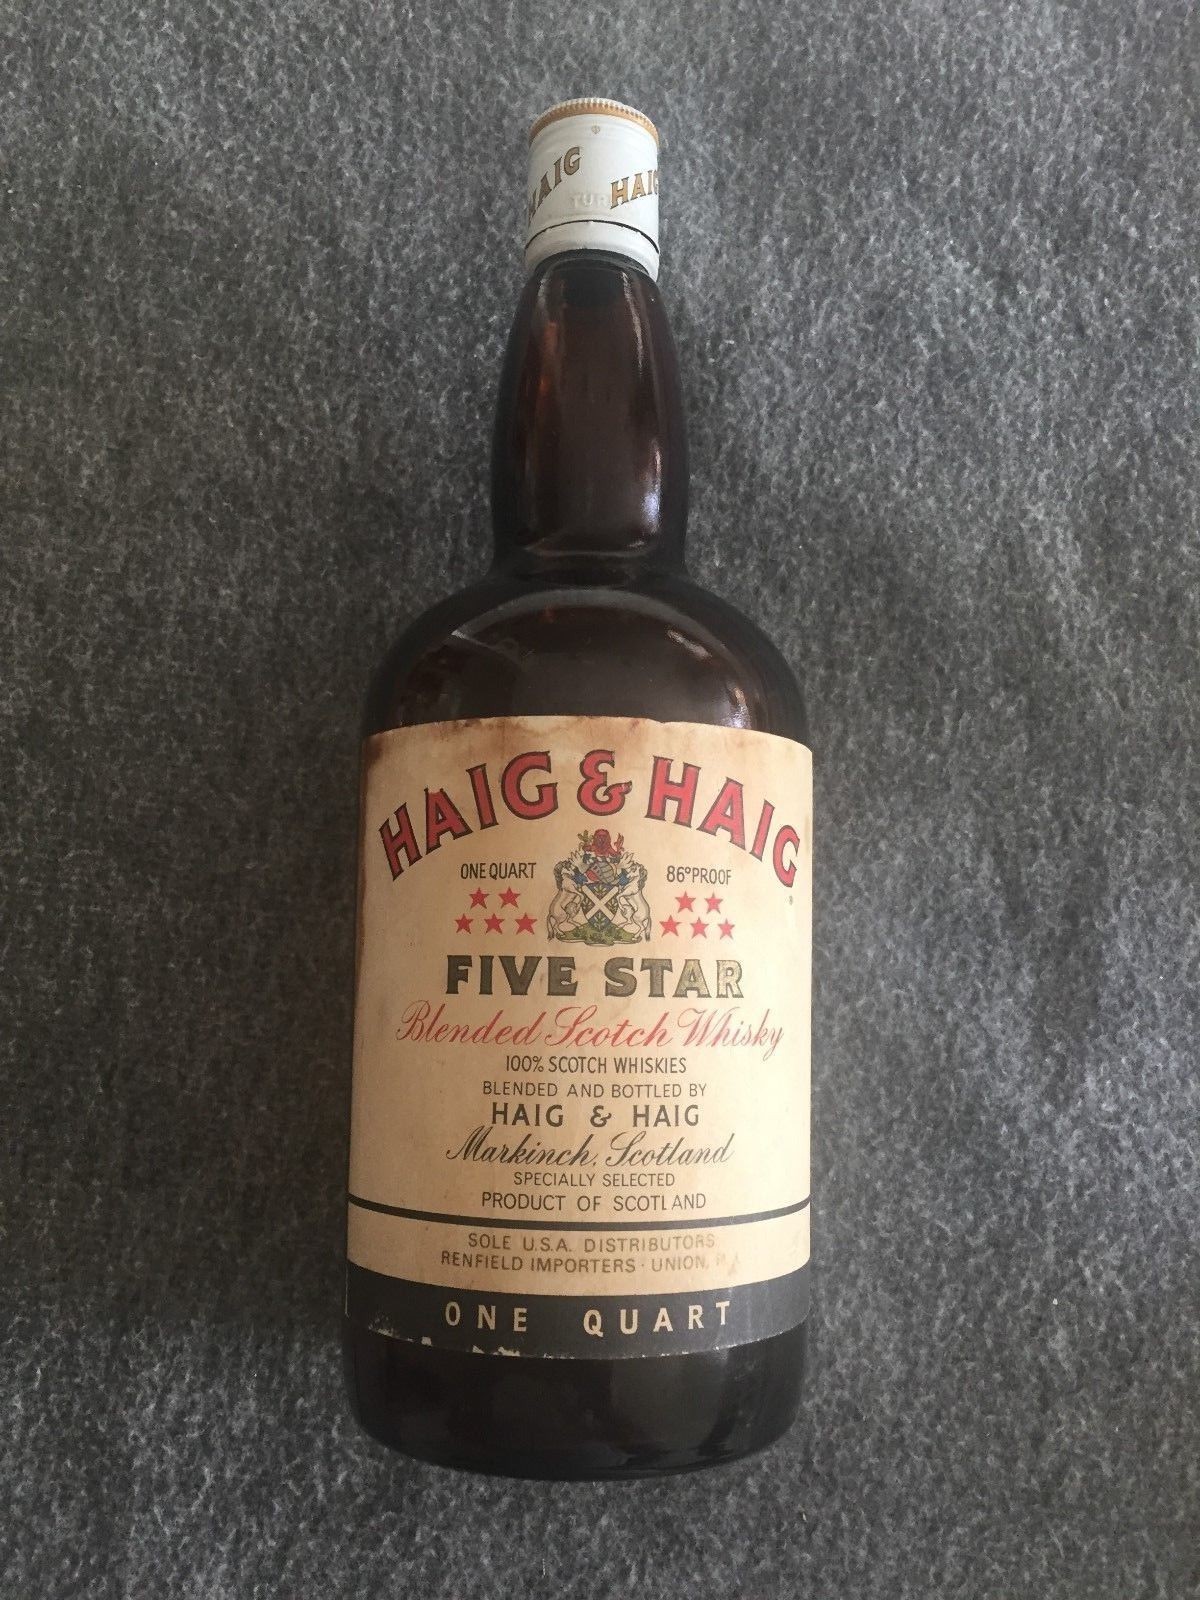 HAIG
HAIG
TUR
HAIG & HAIG
ONE QUART 86° PROOF
FIVE STAR
Blended Scotch Whisky
100% SCOTCH WHISKIES
BLENDED AND BOTTLED BY
HAIG & HAIG
Markinch, Scotland
SPECIALLY SELECTED
PRODUCT OF SCOTLAND
SOLE U.S.A. DISTRIBUTORS
RENFIELD IMPORTERS · UNION,
ONE QUART